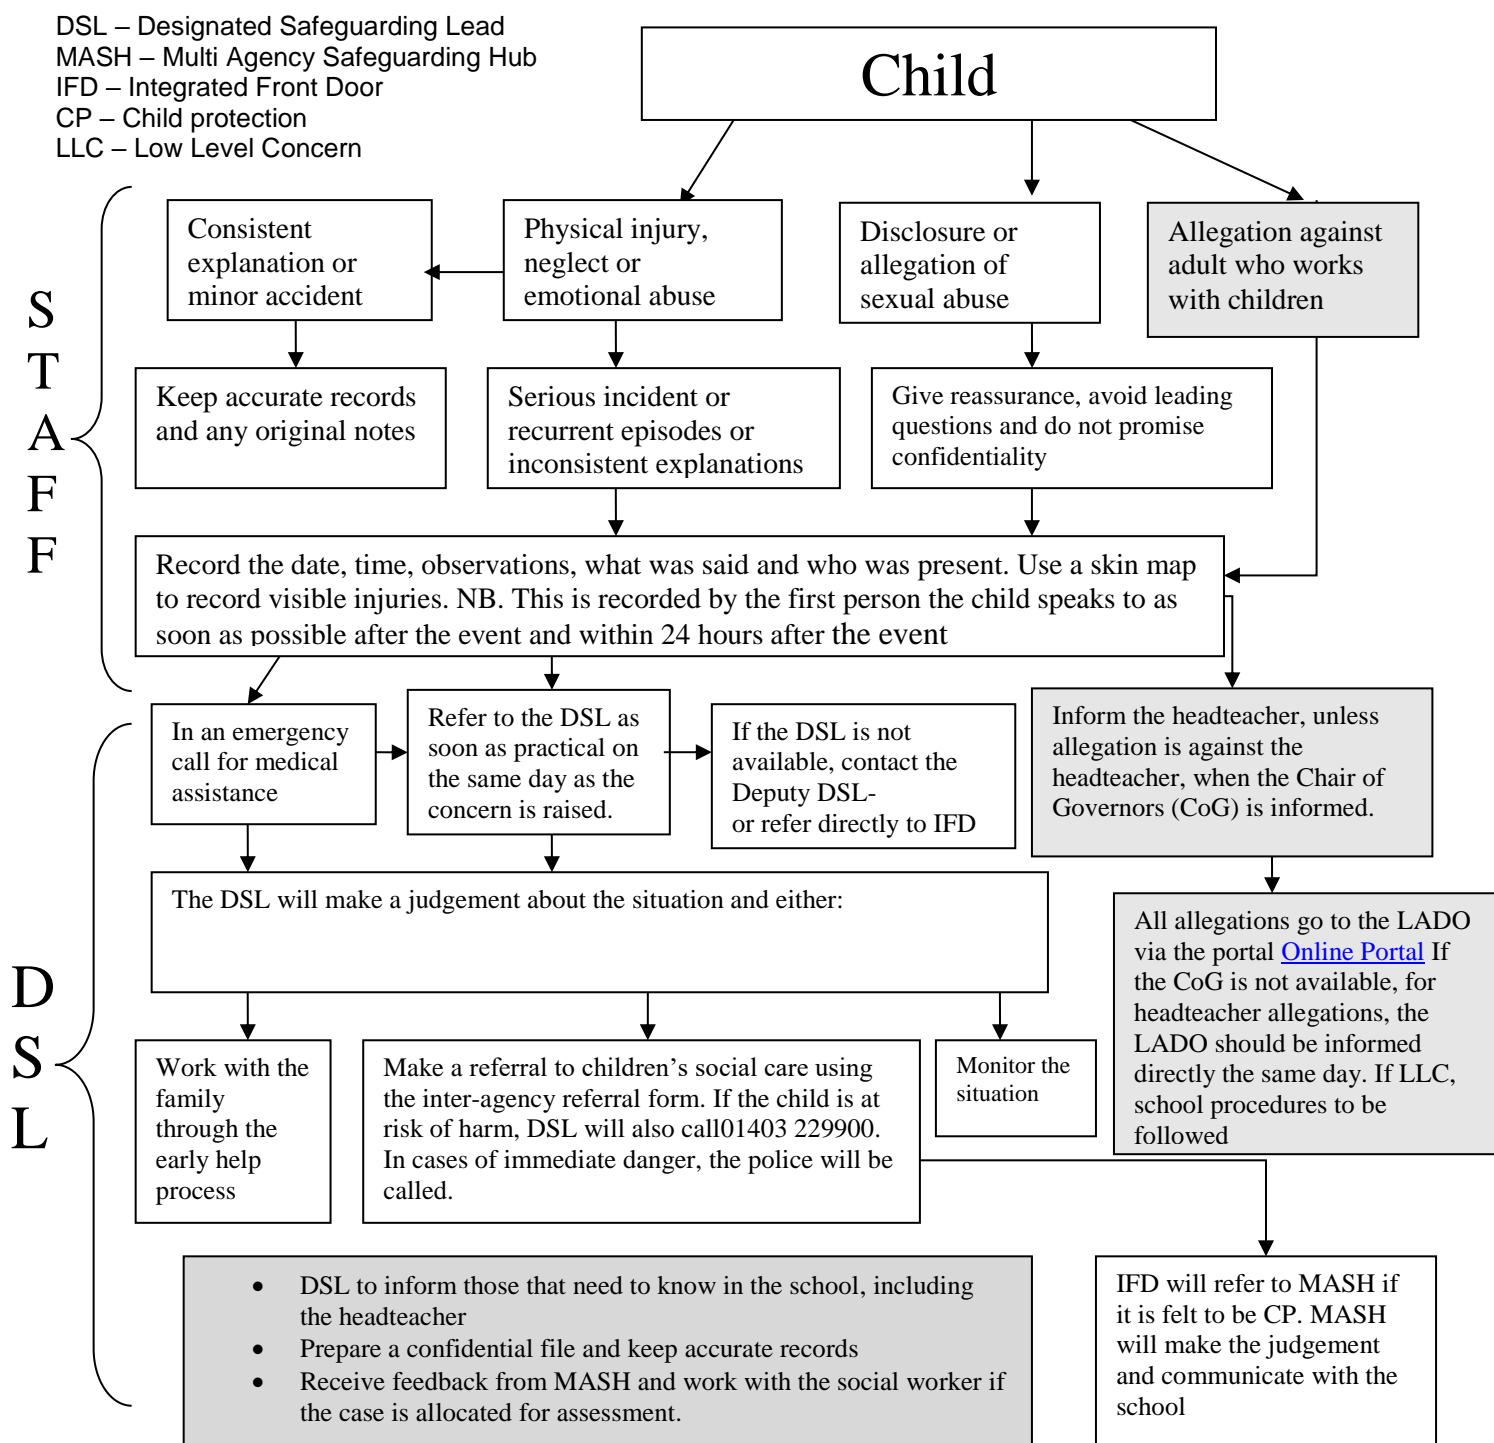 DSL – Designated Safeguarding Lead
MASH – Multi Agency Safeguarding Hub
IFD – Integrated Front Door
CP – Child protection
LLC – Low Level Concern
Child
S
T
A
F
F
Consistent
explanation or
minor accident
Physical injury,
neglect or
emotional abuse
Disclosure or
allegation of
sexual abuse
Allegation against
adult who works
with children
Keep accurate records
and any original notes
Serious incident or
recurrent episodes or
inconsistent explanations
Give reassurance, avoid leading
questions and do not promise
confidentiality
Record the date, time, observations, what was said and who was present. Use a skin map
to record visible injuries. NB. This is recorded by the first person the child speaks to as
soon as possible after the event and within 24 hours after the event
D
S
L
In an emergency
call for medical
assistance
Refer to the DSL as
soon as practical on
the same day as the
concern is raised.
If the DSL is not
available, contact the
Deputy DSL-
or refer directly to IFD
Inform the headteacher, unless
allegation is against the
headteacher, when the Chair of
Governors (CoG) is informed.
The DSL will make a judgement about the situation and either:
All allegations go to the LADO
via the portal Online Portal If
the CoG is not available, for
headteacher allegations, the
LADO should be informed
directly the same day. If LLC,
school procedures to be
followed
Work with the
family
through the
early help
process
Make a referral to children’s social care using
the inter-agency referral form. If the child is at
risk of harm, DSL will also call01403 229900.
In cases of immediate danger, the police will be
called.
Monitor the
situation
• DSL to inform those that need to know in the school, including
the headteacher
• Prepare a confidential file and keep accurate records
• Receive feedback from MASH and work with the social worker if
the case is allocated for assessment.
IFD will refer to MASH if
it is felt to be CP. MASH
will make the judgement
and communicate with the
school